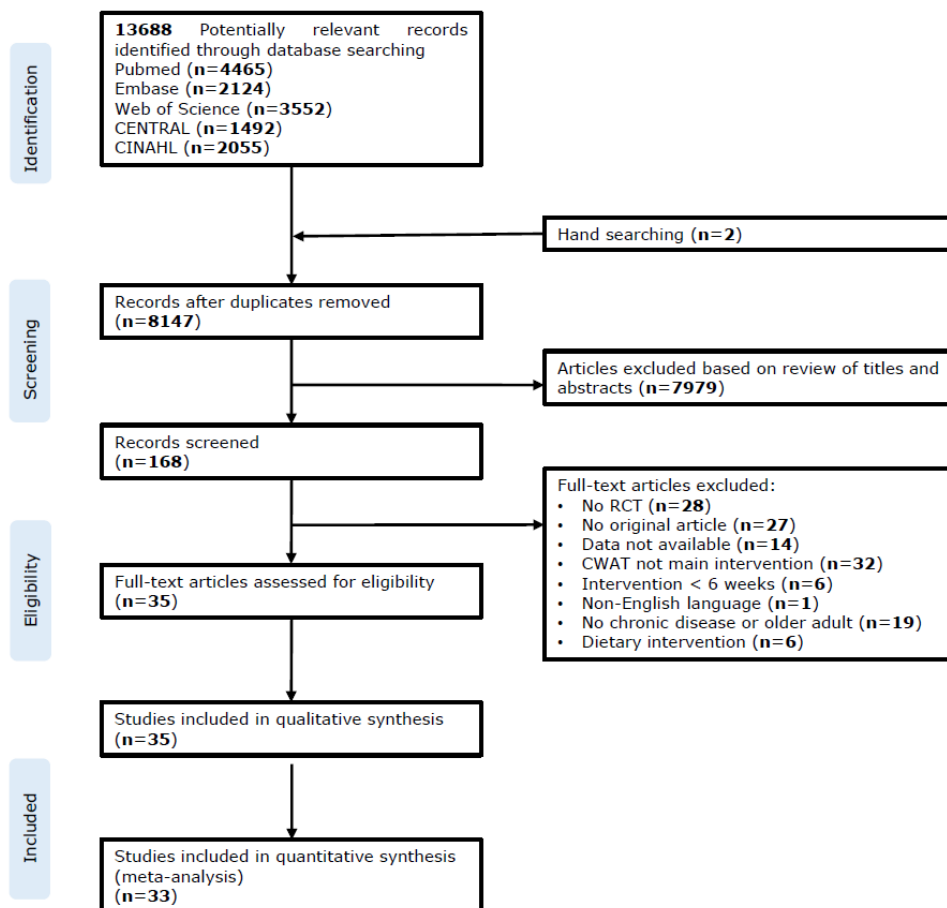 Identification
13688 Potentially relevant records
identified through database searching
Pubmed (n=4465)
Embase (n=2124)
Web of Science (n=3552)
CENTRAL (n=1492)
CINAHL (n=2055)
Hand searching (n=2)
Screening
Records after duplicates removed
(n=8147)
Articles excluded based on review of titles and
abstracts (n=7979)
Records screened
(n=168)
Eligibility
Full-text articles excluded:
• No RCT (n=28)
• No original article (n=27)
• Data not available (n=14)
• CWAT not main intervention (n=32)
• Intervention < 6 weeks (n=6)
• Non-English language (n=1)
• No chronic disease or older adult (n=19)
• Dietary intervention (n=6)
Full-text articles assessed for eligibility
(n=35)
Studies included in qualitative synthesis
(n=35)
Included
Studies included in quantitative synthesis
(meta-analysis)
(n=33)